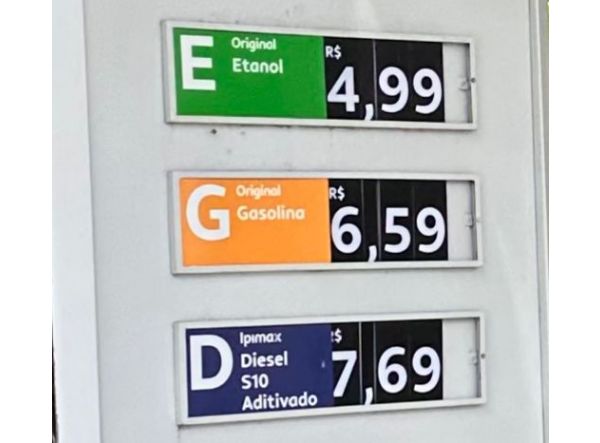 E Original R$
Etanol 4,99
G Original R$
Gasolina 6,59
D Ipimax $
Diesel 7,69
S10
Aditivado